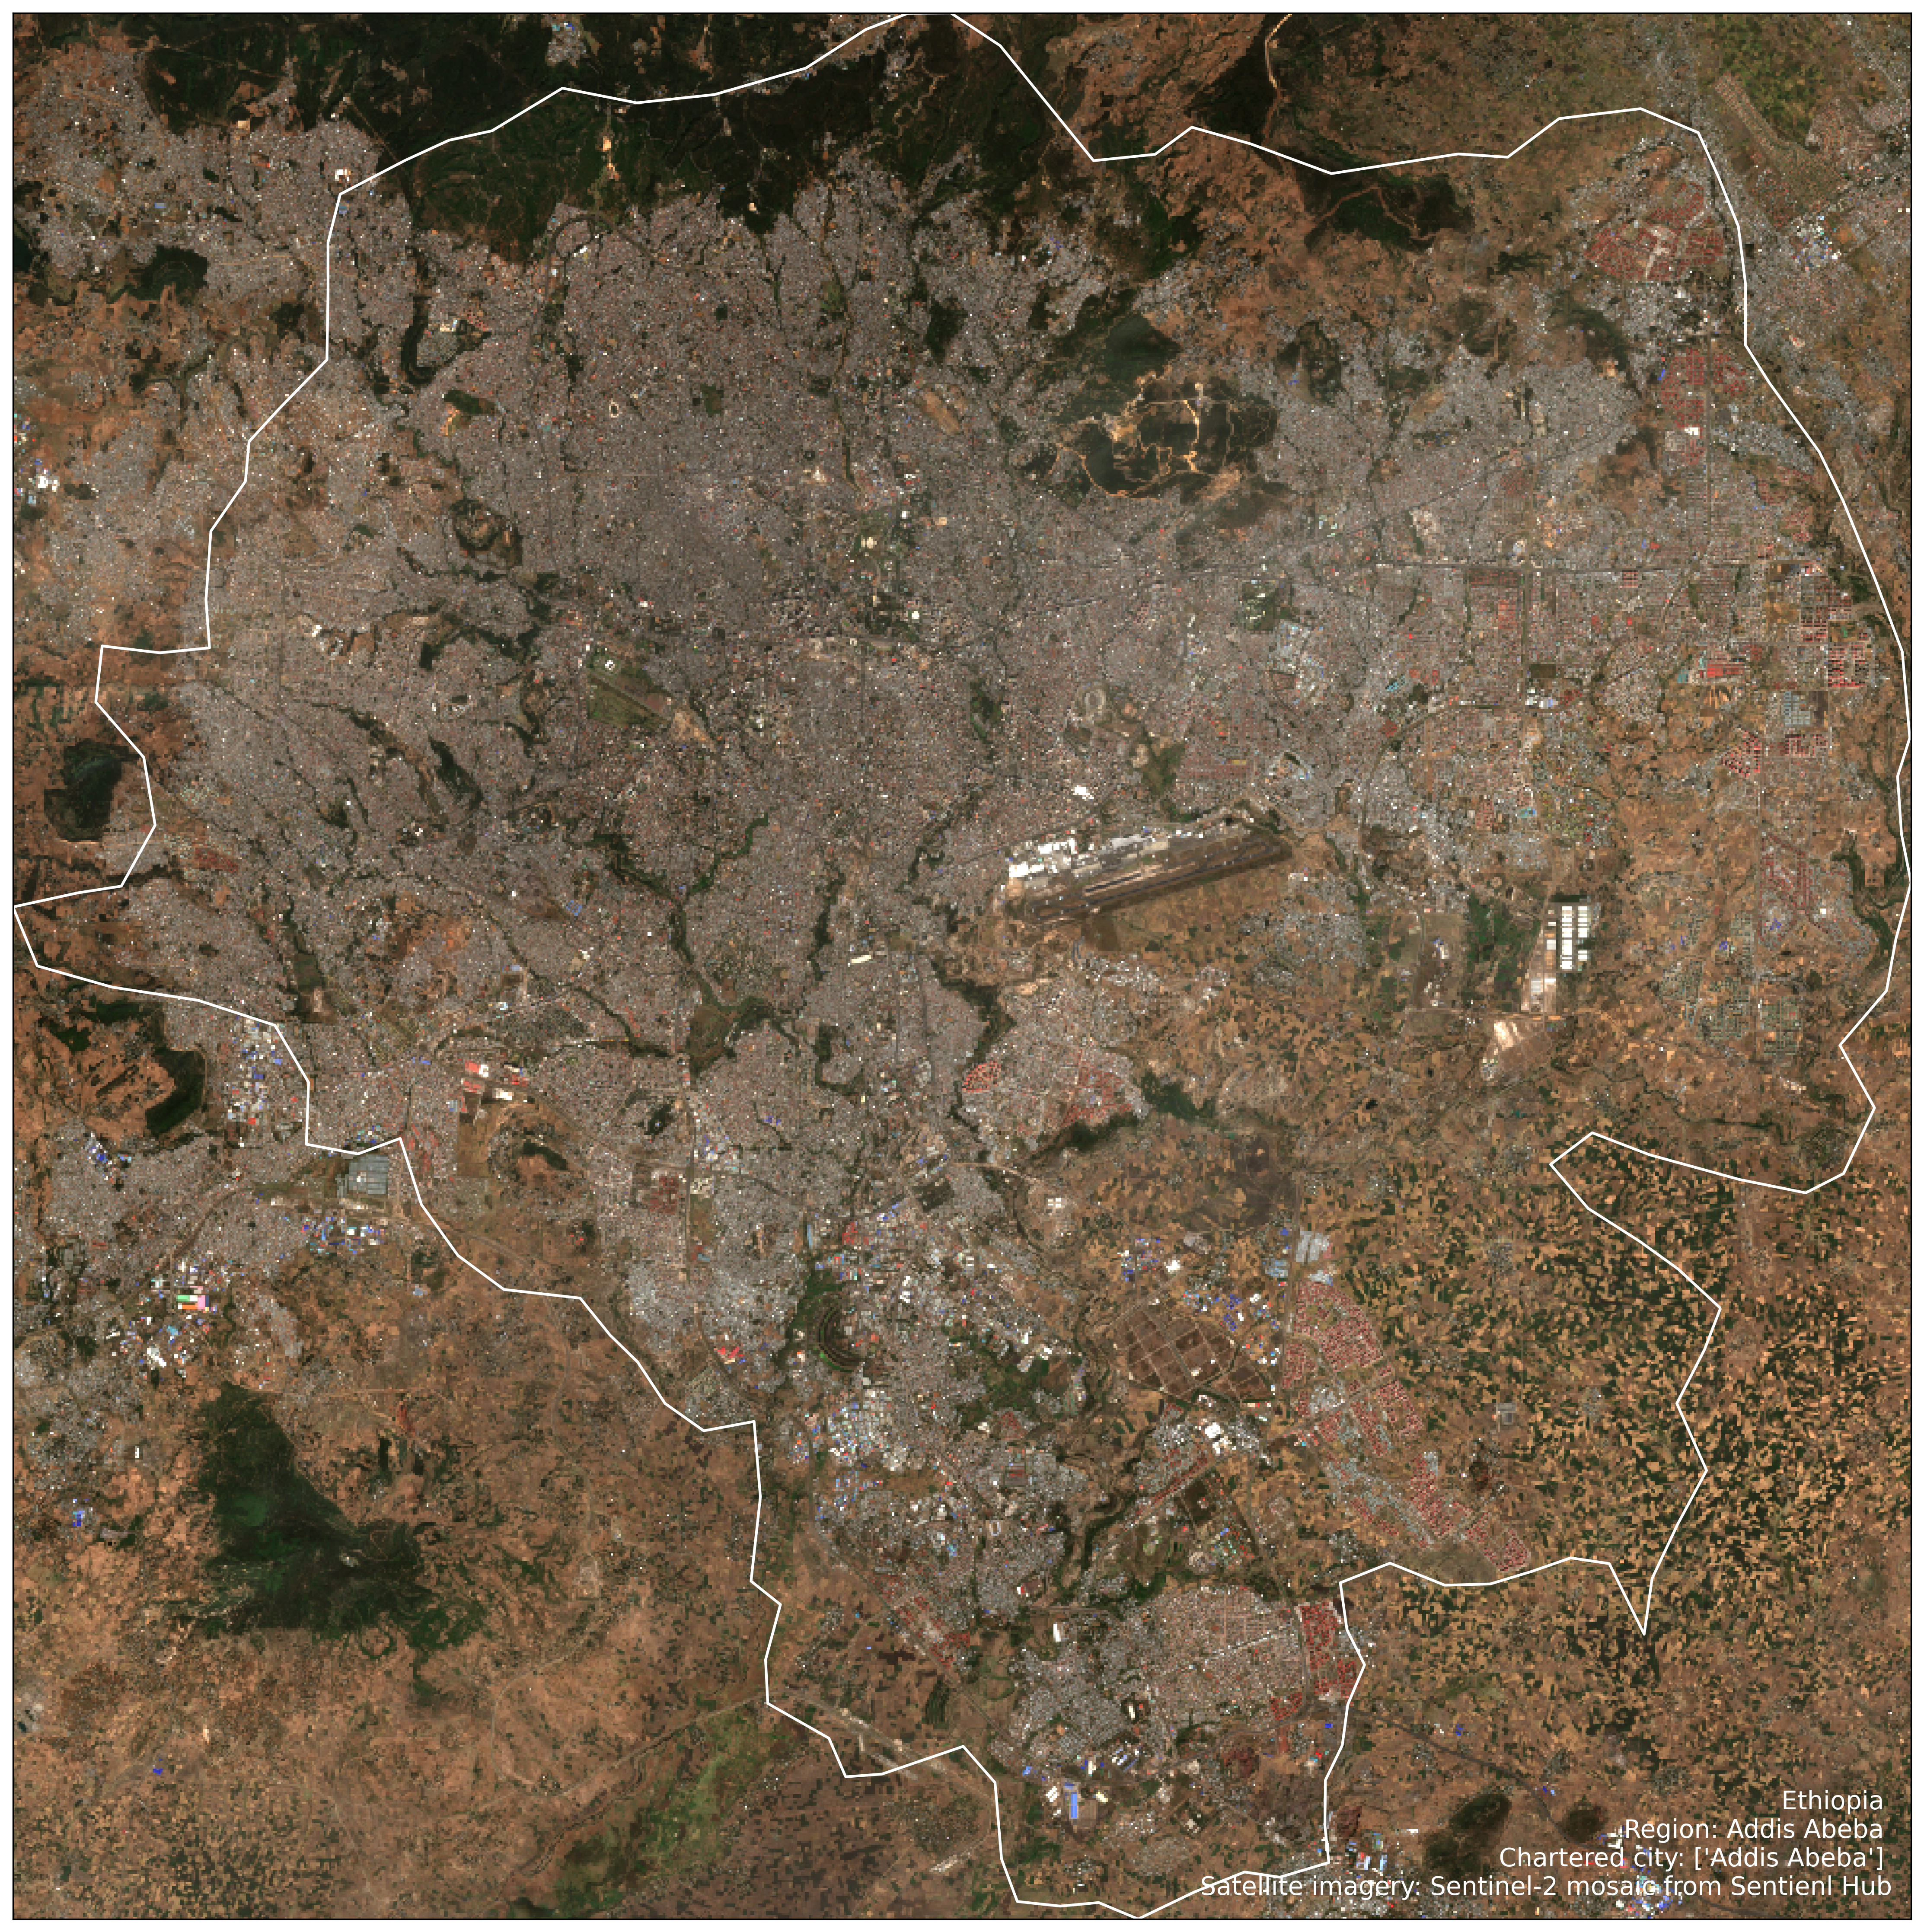 Ethiopia
Region: Addis Abeba
Chartered city: ['Addis Abeba']
Satellite imagery: Sentinel-2 mosaic from Sentienl Hub